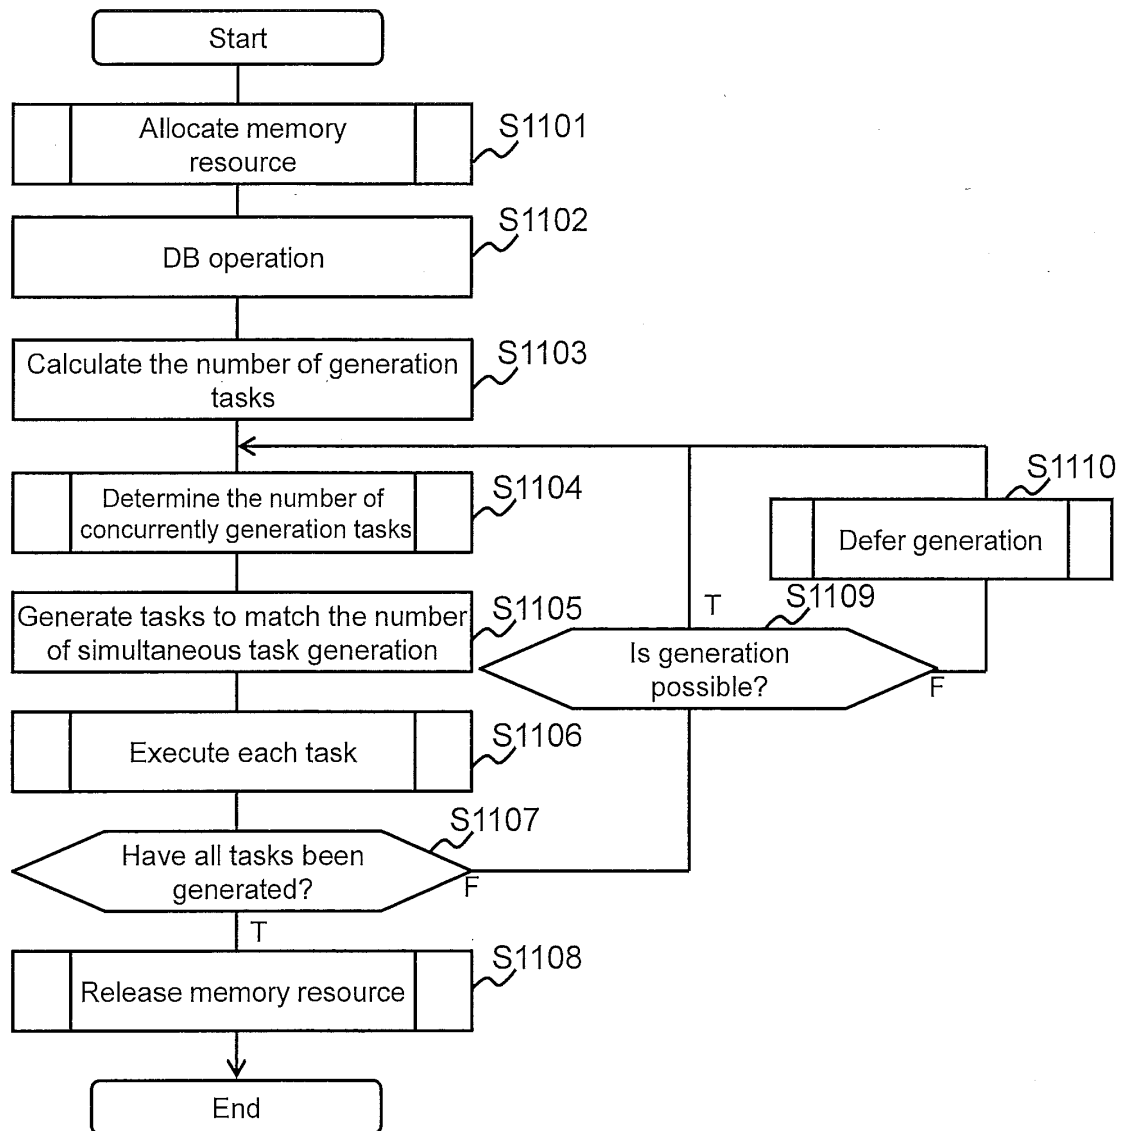 Start
Allocate memory
resource
S1101
S1102
DB operation
S1103
Calculate the number of generation
tasks
S1104
Determine the number of
concurrently generation tasks
S1110
Defer generation
S1105
Generate tasks to match the number
of simultaneous task generation
T
S1109
Is generation
possible?
F
S1106
Execute each task
S1107
Have all tasks been
generated?
F
T
S1108
Release memory resource
End